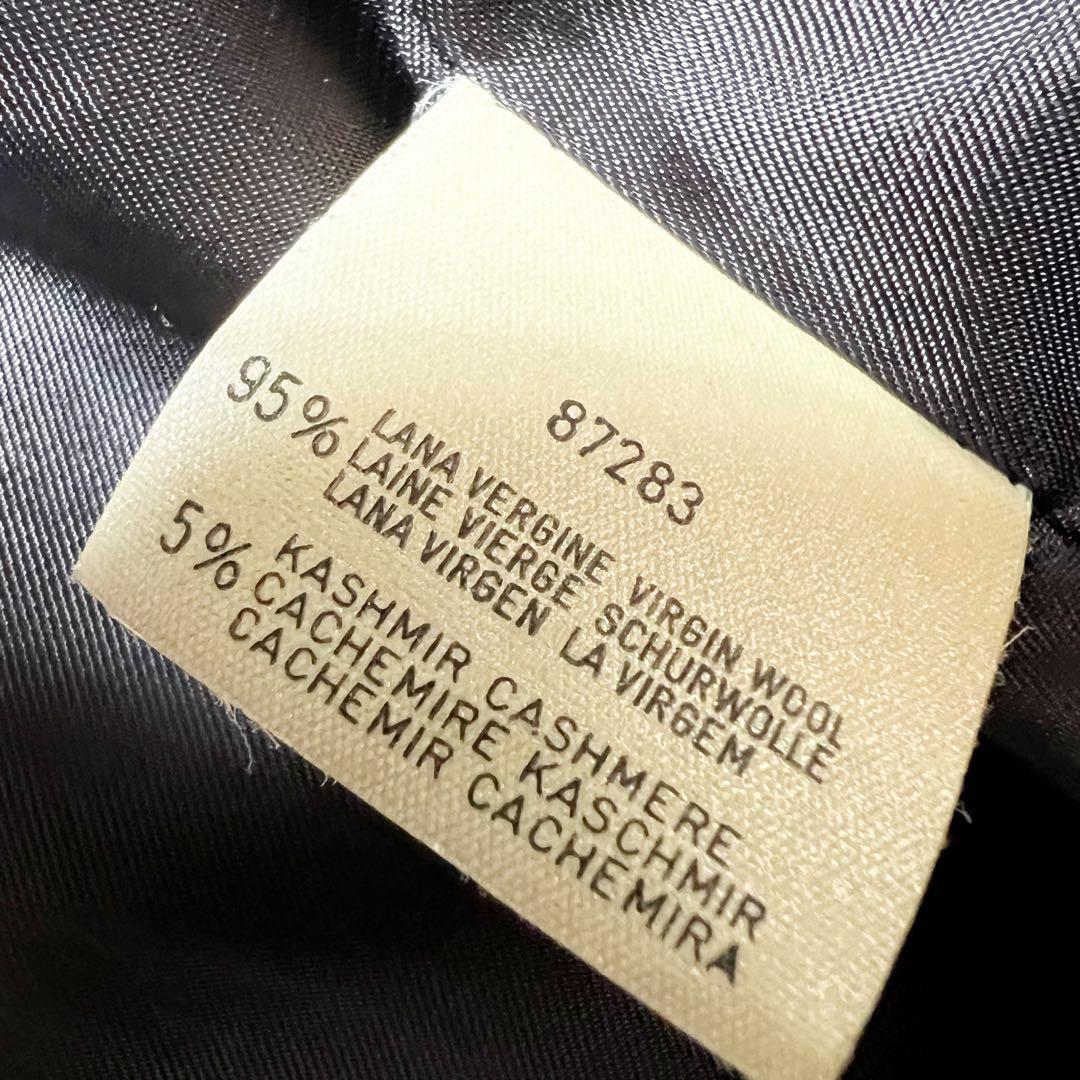 87283
95% LANA VERGINE VIRGIN WOOL
LAINE VIERGE SCHURWOLLE
LANA VIRGEN LA VIRGEM
KASHMIR CASHMERE
5% CACHEMIRE KASCHMIR
CACHEMIR CACHEMIRA